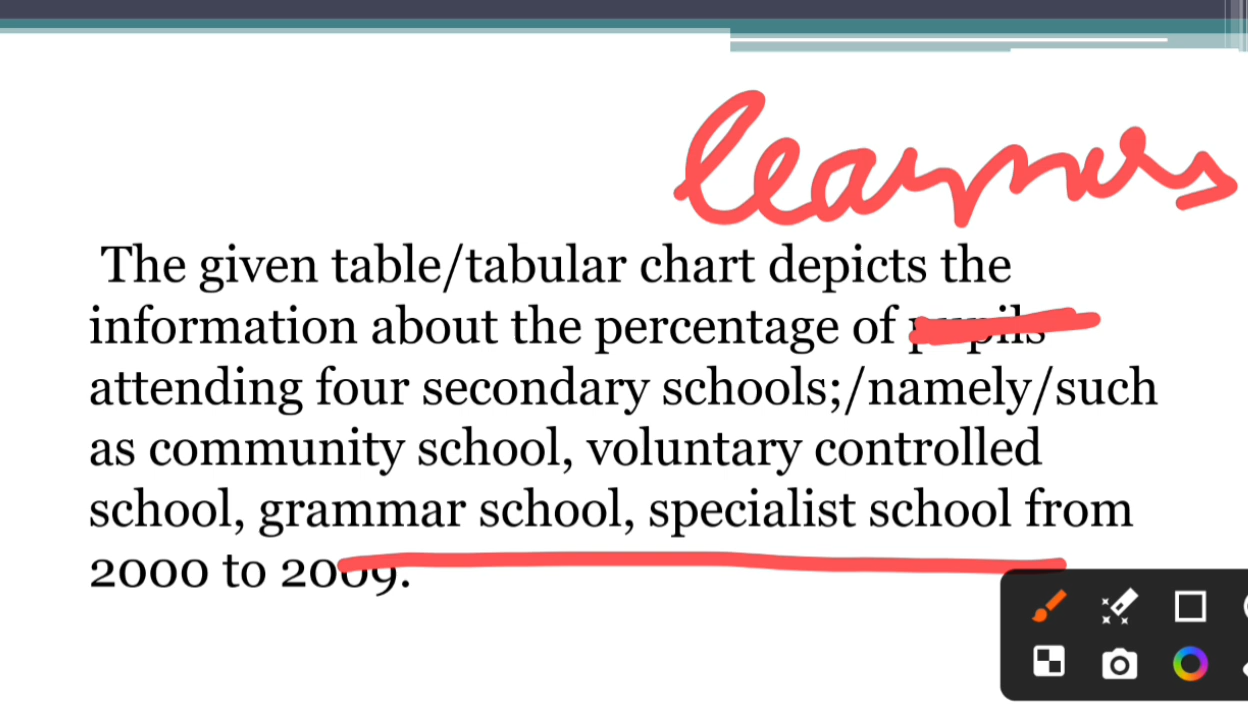 learners
The given table/tabular chart depicts the
information about the percentage of pupils
attending four secondary schools;/namely/such
as community school, voluntary controlled
school, grammar school, specialist school from
2000 to 2009.